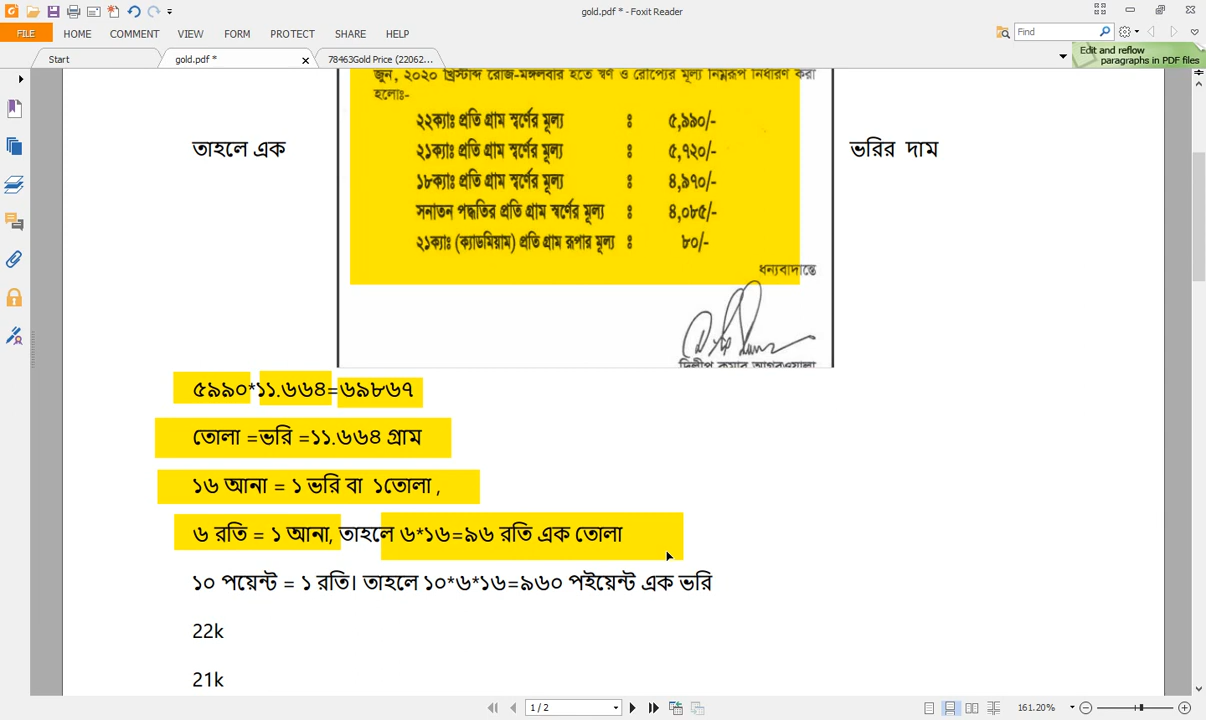 gold.pdf * - Foxit Reader
FILE HOME COMMENT VIEW FORM PROTECT SHARE HELP
Find
Edit and reflow
paragraphs in PDF files
Start
gold.pdf *
78463Gold Price (22062...
জুন, ২০২০ খ্রিস্টাব্দ রোজ-মঙ্গলবার হতে স্বর্ণ ও রৌপ্যের মূল্য নিম্নরূপ নির্ধারণ করা
হলোঃ-
২২ক্যাঃ প্রতি গ্রাম স্বর্ণের মূল্য : ৫,৯৯০/-
২১ক্যাঃ প্রতি গ্রাম স্বর্ণের মূল্য : ৫,৭২০/-
১৮ক্যাঃ প্রতি গ্রাম স্বর্ণের মূল্য : ৪,৯৭০/-
সনাতন পদ্ধতির প্রতি গ্রাম স্বর্ণের মূল্য : ৪,০৮৫/-
২১ক্যাঃ (ক্যাডমিয়াম) প্রতি গ্রাম রূপার মূল্য : ৮০/-
ধন্যবাদান্তে
দিলীপ কুমার আগরওয়ালা
তাহলে এক ভরির দাম
৫৯৯০*১১.৬৬৪=৬৯৮৬৭
তোলা =ভরি =১১.৬৬৪ গ্রাম
১৬ আনা = ১ ভরি বা ১তোলা ,
৬ রতি = ১ আনা, তাহলে ৬*১৬=৯৬ রতি এক তোলা
১০ পয়েন্ট = ১ রতি। তাহলে ১০*৬*১৬=৯৬০ পইয়েন্ট এক ভরি
22k
21k
1 / 2
161.20%